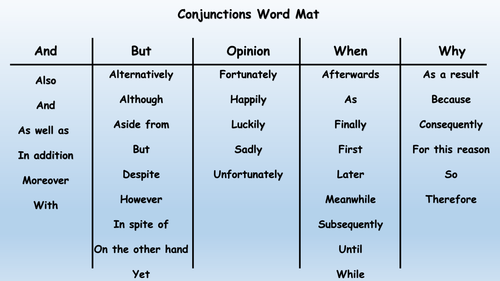 Conjunctions Word Mat
And But Opinion When Why
Also Alternatively Fortunately Afterwards As a result
And Although Happily As Because
As well as Aside from Luckily Finally Consequently
In addition But Sadly First For this reason
Moreover Despite Unfortunately Later So
With However Meanwhile Therefore
In spite of Subsequently
On the other hand Until
Yet While